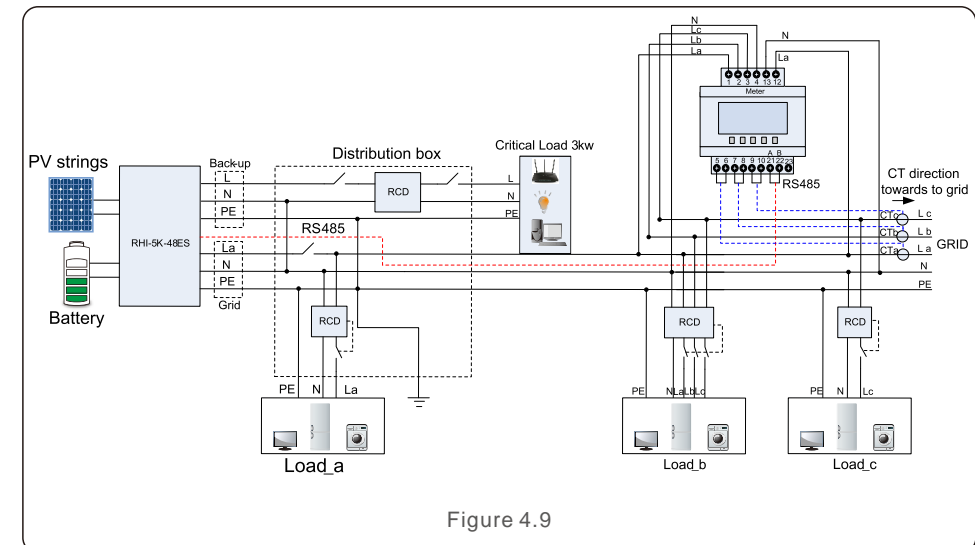 N
Lc
Lb
La
N
La
1 2 3 4 13 12
Meter
A B
5 6 7 8 9 10 21 22 23
RS485
CT direction
towards to grid
CTc L c
CTb L b
CTa L a
GRID
N
PE
PV strings
Battery
RHI-5K-48ES
Back-up
L
N
PE
La
N
PE
Grid
Distribution box
RCD
RS485
Critical Load 3kw
L
N
PE
RCD
PE N La
Load_a
RCD
PE NLaLbLc
Load_b
RCD
PE N Lc
Load_c
Figure 4.9